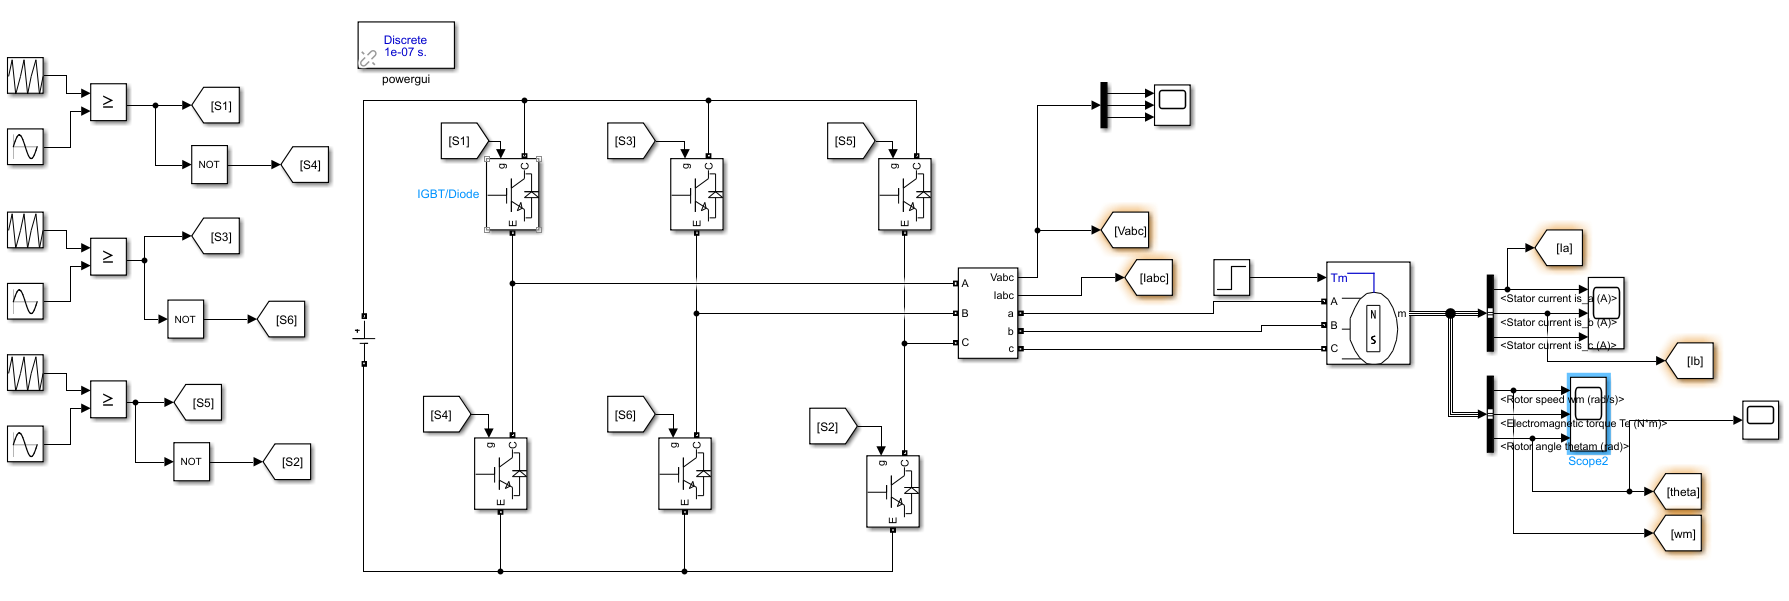 Discrete
1e-07 s.
powergui
≥
[S1]
NOT
[S4]
≥
[S3]
NOT
[S6]
≥
[S5]
NOT
[S2]
[S1]
g
C
E
IGBT/Diode
[S3]
g
C
E
[S5]
g
C
E
[S4]
g
C
E
[S6]
g
C
E
[S2]
g
C
E
+
A
B
C
Vabc
Iabc
a
b
c
[Vabc]
[Iabc]
Tm
A
B
C
N
S
m
[Ia]
<Stator current is_a (A)>
<Stator current is_b (A)>
<Stator current is_c (A)>
[Ib]
<Rotor speed wm (rad/s)>
<Electromagnetic torque Te (N*m)>
<Rotor angle thetam (rad)>
Scope2
[theta]
[wm]